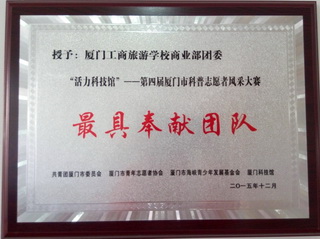 授予：厦门工商旅游学校商业部团委
“活力科技馆”——第四届厦门市科普志愿者风采大赛
最具奉献团队
共青团厦门市委员会 厦门市青年志愿者协会 厦门市海峡青少年发展基金会 厦门科技馆
二〇一五年十二月